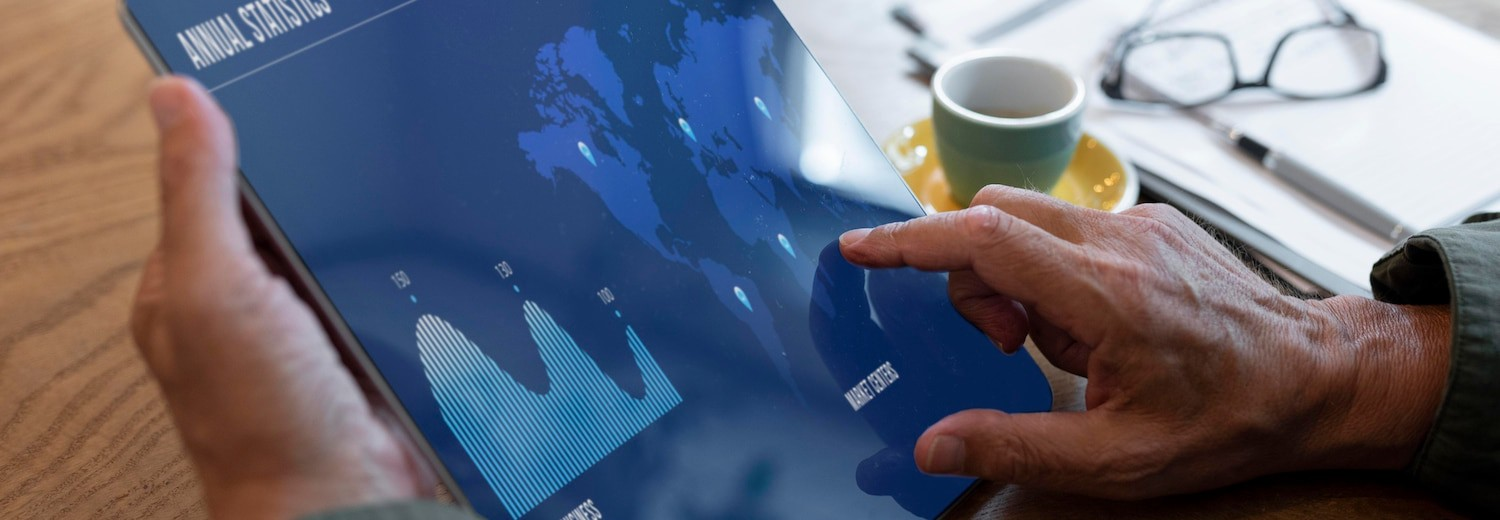 ANNUAL STATISTICS
150
130
100
MARKET CENTERS